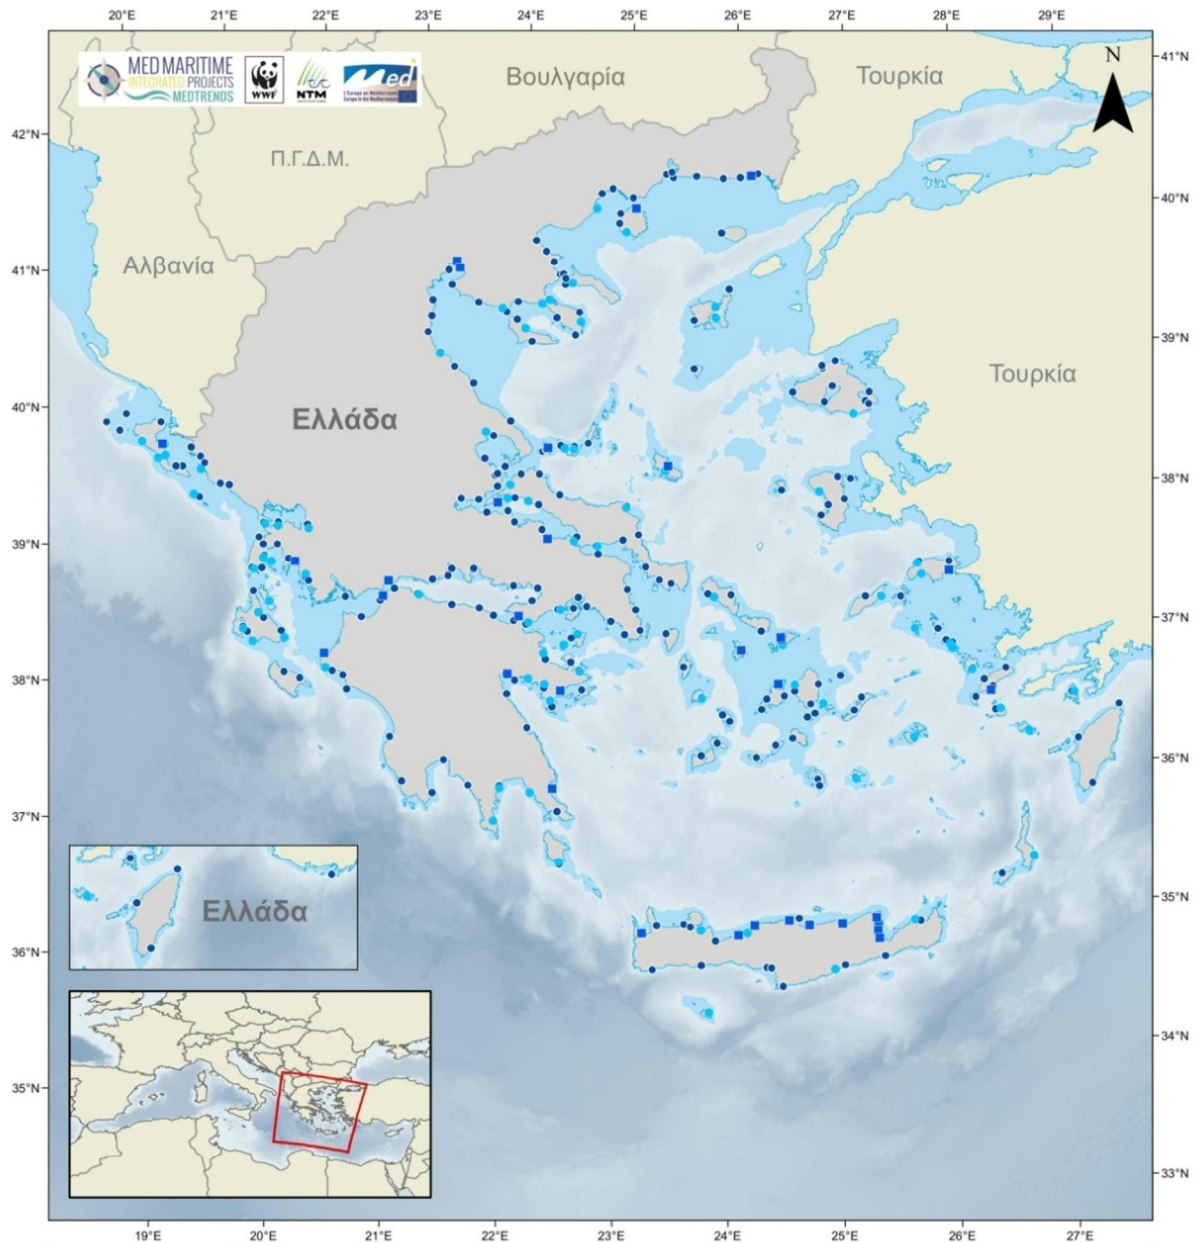 20°E 21°E 22°E 23°E 24°E 25°E 26°E 27°E 28°E 29°E
N
41°N
MED MARITIME
INTEGRATED PROJECTS
MEDTRENDS
WWF
NTM
Med
Βουλγαρία
Τουρκία
42°N
Π.Γ.Δ.Μ.
40°N
Αλβανία
41°N
39°N
Τουρκία
40°N
Ελλάδα
38°N
39°N
37°N
38°N
36°N
37°N
35°N
Ελλάδα
36°N
34°N
35°N
33°N
19°E 20°E 21°E 22°E 23°E 24°E 25°E 26°E 27°E